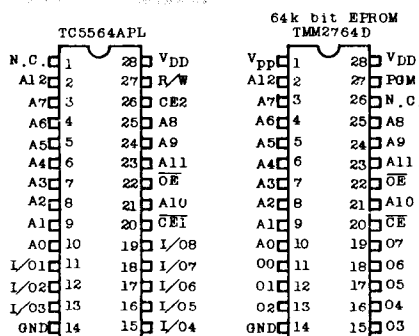 64k bit EPROM
TC5564APL TMM2764D
N.C. 1 28 VDD Vpp 1 28 VDD
A12 2 27 R/W A12 2 27 PGM
A7 3 26 CE2 A7 3 26 N.C
A6 4 25 A8 A6 4 25 A8
A5 5 24 A9 A5 5 24 A9
A4 6 23 A11 A4 6 23 A11
A3 7 22 OE A3 7 22 OE
A2 8 21 A10 A2 8 21 A10
A1 9 20 CE1 A1 9 20 CE
A0 10 19 I/O8 A0 10 19 O7
I/O1 11 18 I/O7 O0 11 18 O6
I/O2 12 17 I/O6 O1 12 17 O5
I/O3 13 16 I/O5 O2 13 16 O4
GND 14 15 I/O4 GND 14 15 O3